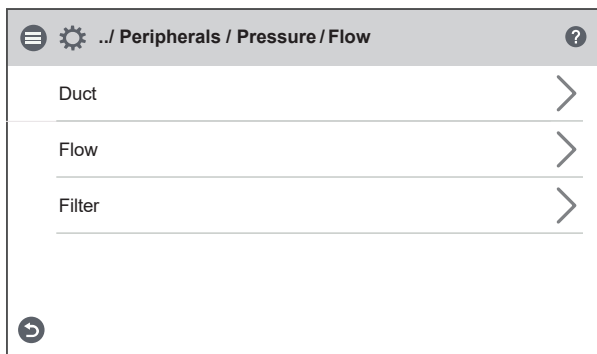 ../ Peripherals / Pressure / Flow ?
Duct
Flow
Filter